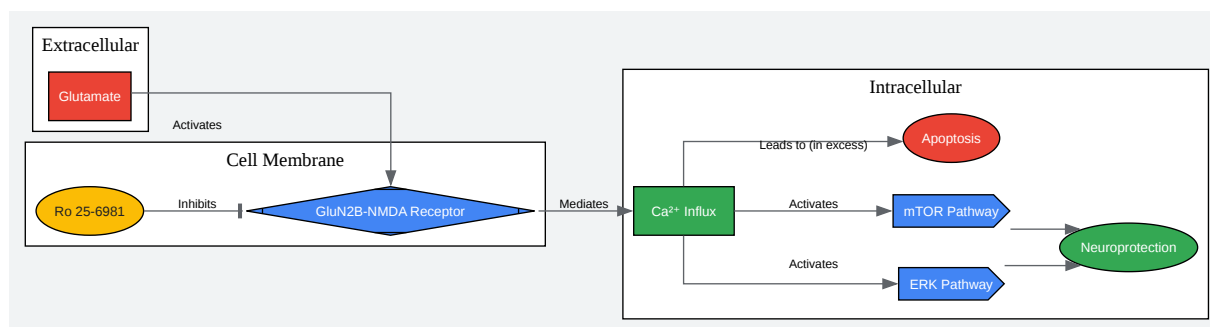 Extracellular
Glutamate
Activates
Cell Membrane
Ro 25-6981
Inhibits
GluN2B-NMDA Receptor
Mediates
Intracellular
Leads to (in excess)
Apoptosis
Ca²⁺ Influx
Activates
mTOR Pathway
Neuroprotection
Activates
ERK Pathway